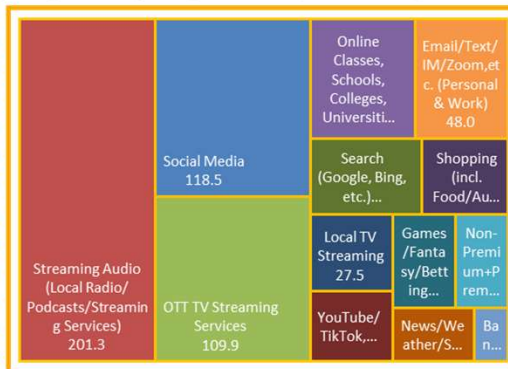 Streaming Audio
(Local Radio/
Podcasts/Streamin
g Services)
201.3
Social Media
118.5
OTT TV Streaming
Services
109.9
Online
Classes,
Schools,
Colleges,
Universiti...
Email/Text/
IM/Zoom,et
c. (Personal
& Work)
48.0
Search
(Google, Bing,
etc.)...
Shopping
(incl.
Food/Au...
Local TV
Streaming
27.5
Games
/Fanta
sy/Bett
ing...
Non-
Premi
um+P
rem...
YouTube/
TikTok,...
News/We
ather/S...
Ban
n...